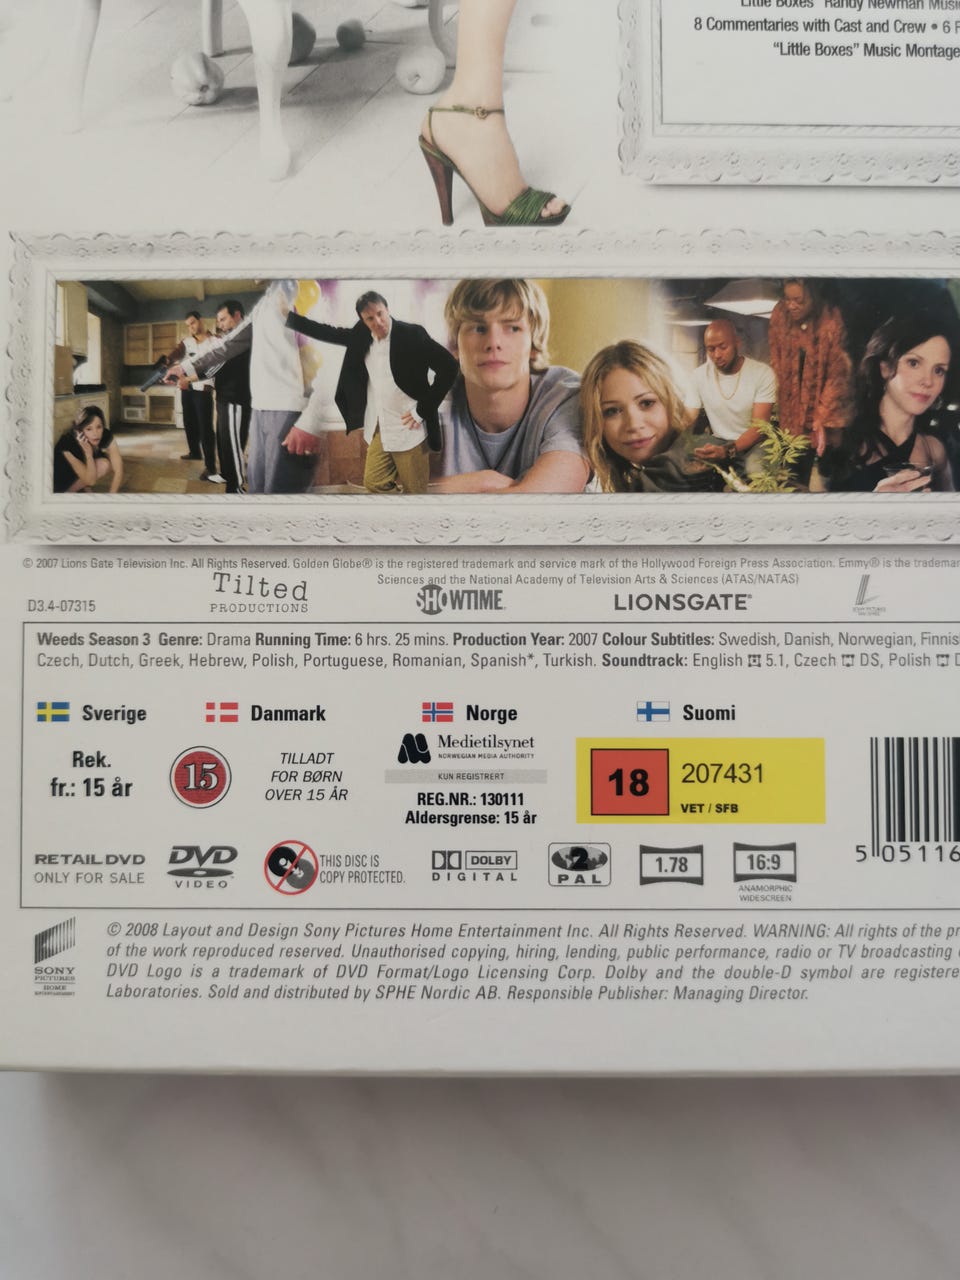 "Little Boxes" Randy Newman
8 Commentaries with Cast and Crew • 6
"Little Boxes" Music Montage
© 2007 Lions Gate Television Inc. All Rights Reserved. Golden Globe® is the registered trademark and service mark of the Hollywood Foreign Press Association. Emmy® is the
Sciences and the National Academy of Television Arts & Sciences (ATAS/NATAS)
D3.4-07315
Tilted
PRODUCTIONS
SHOWTIME
LIONSGATE®
Weeds Season 3 Genre: Drama Running Time: 6 hrs. 25 mins. Production Year: 2007 Colour Subtitles: Swedish, Danish, Norwegian,
Czech, Dutch, Greek, Hebrew, Polish, Portuguese, Romanian, Spanish*, Turkish. Soundtrack: English 5.1, Czech DS, Polish
Sverige
Danmark
Norge
Suomi
Rek.
fr.: 15 år
15
TILLADT
FOR BØRN
OVER 15 ÅR
Medietilsynet
NORWEGIAN MEDIA AUTHORITY
KUN REGISTRERT
REG.NR.: 130111
Aldersgrense: 15 år
18
207431
VET / SFB
RETAIL DVD
ONLY FOR SALE
DVD
VIDEO™
THIS DISC IS
COPY PROTECTED.
DOLBY
DIGITAL
2
PAL
1.78
16:9
ANAMORPHIC
WIDESCREEN
5 05116
SONY
PICTURES
HOME
ENTERTAINMENT
© 2008 Layout and Design Sony Pictures Home Entertainment Inc. All Rights Reserved. WARNING: All rights of the
of the work reproduced reserved. Unauthorised copying, hiring, lending, public performance, radio or TV broadcasting
DVD Logo is a trademark of DVD Format/Logo Licensing Corp. Dolby and the double-D symbol are
Laboratories. Sold and distributed by SPHE Nordic AB. Responsible Publisher: Managing Director.